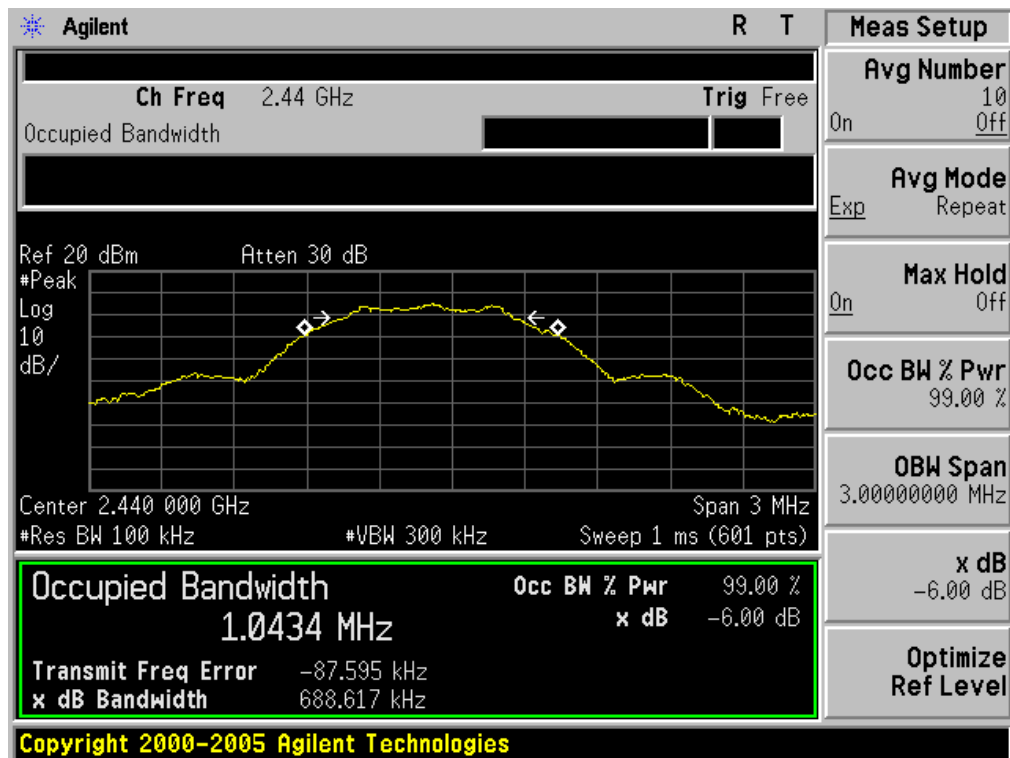 Agilent R T
Ch Freq 2.44 GHz Trig Free
Occupied Bandwidth
Ref 20 dBm Atten 30 dB
#Peak
Log
10
dB/
Center 2.440 000 GHz Span 3 MHz
#Res BW 100 kHz #VBW 300 kHz Sweep 1 ms (601 pts)
Occupied Bandwidth Occ BW % Pwr 99.00 %
1.0434 MHz x dB -6.00 dB
Transmit Freq Error -87.595 kHz
x dB Bandwidth 688.617 kHz
Copyright 2000-2005 Agilent Technologies
Meas Setup
Avg Number
10
On Off
Avg Mode
Exp Repeat
Max Hold
On Off
Occ BW % Pwr
99.00 %
OBW Span
3.00000000 MHz
x dB
-6.00 dB
Optimize
Ref Level